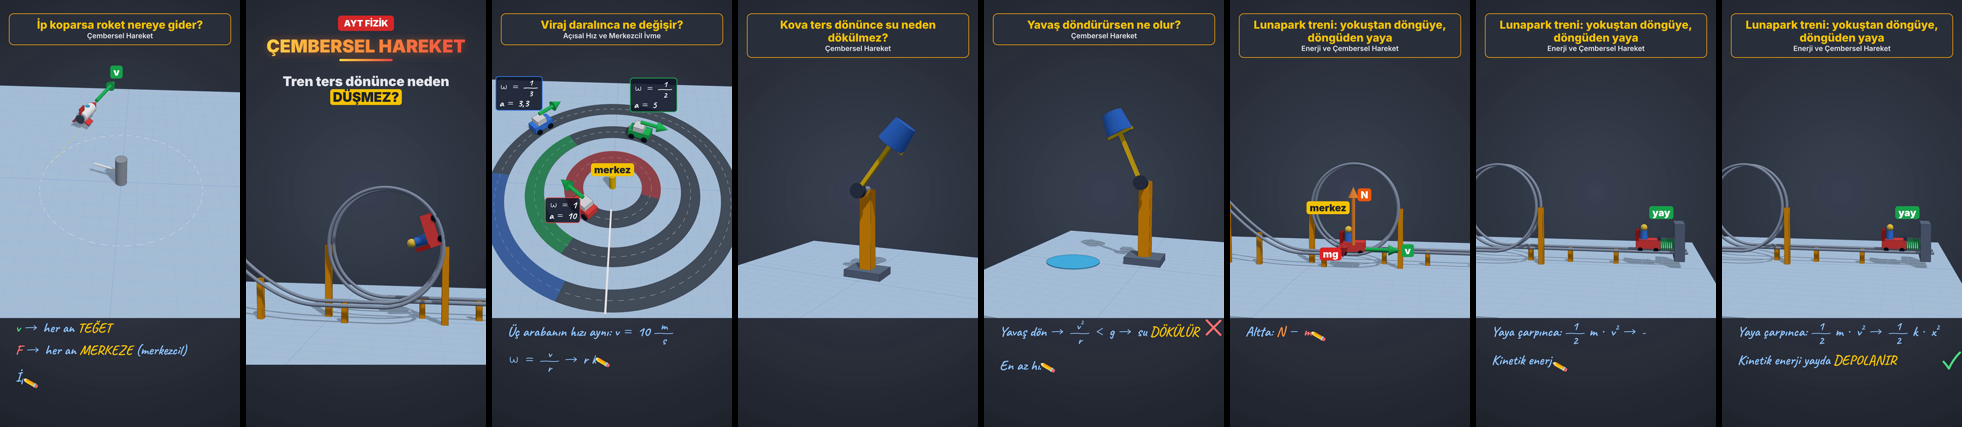 İp koparsa roket nereye gider?
Çembersel Hareket
v
v → her an TEĞET
F → her an MERKEZE (merkezcil)
İ
AYT FİZİK
ÇEMBERSEL HAREKET
Tren ters dönünce neden
DÜŞMEZ?
Viraj daralınca ne değişir?
Açısal Hız ve Merkezcil İvme
ω = 1/3
a = 3,3
ω = 1/2
a = 5
merkez
ω = 1
a = 10
Üç arabanın hızı aynı: v = 10 m/s
ω = v/r → r k
Kova ters dönünce su neden
dökülmez?
Çembersel Hareket
Yavaş döndürürsen ne olur?
Çembersel Hareket
Yavaş dön → v²/r < g → su DÖKÜLÜR
En az hı
Lunapark treni: yokuştan döngüye,
döngüden yaya
Enerji ve Çembersel Hareket
N
merkez
mg
v
Altta: N −
Lunapark treni: yokuştan döngüye,
döngüden yaya
Enerji ve Çembersel Hareket
yay
Yaya çarpınca: 1/2 m · v² → -
Kinetik enerj
Lunapark treni: yokuştan döngüye,
döngüden yaya
Enerji ve Çembersel Hareket
yay
Yaya çarpınca: 1/2 m · v² → 1/2 k · x²
Kinetik enerji yayda DEPOLANIR